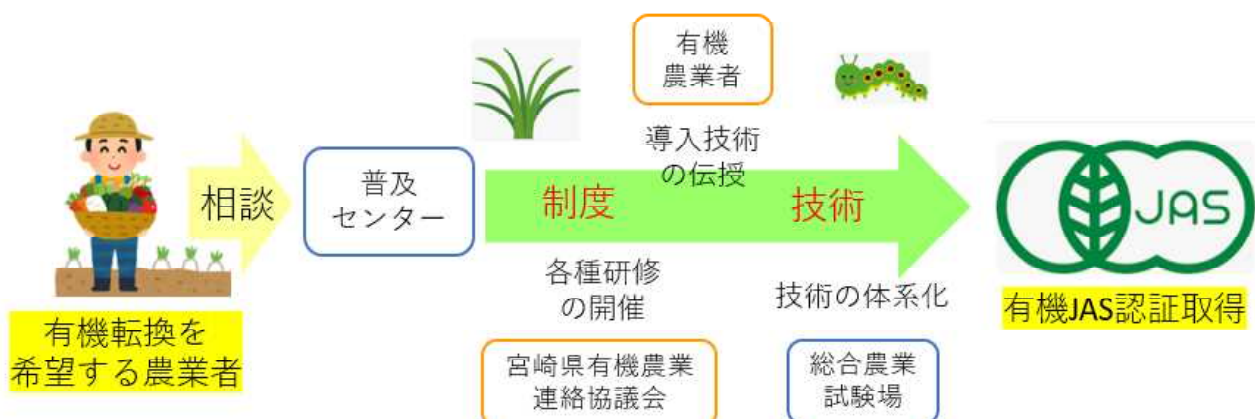 有機転換を
希望する農業者
相談
普及
センター
有機
農業者
導入技術
の伝授
制度
技術
各種研修
の開催
宮崎県有機農業
連絡協議会
技術の体系化
総合農業
試験場
JAS
有機JAS認証取得